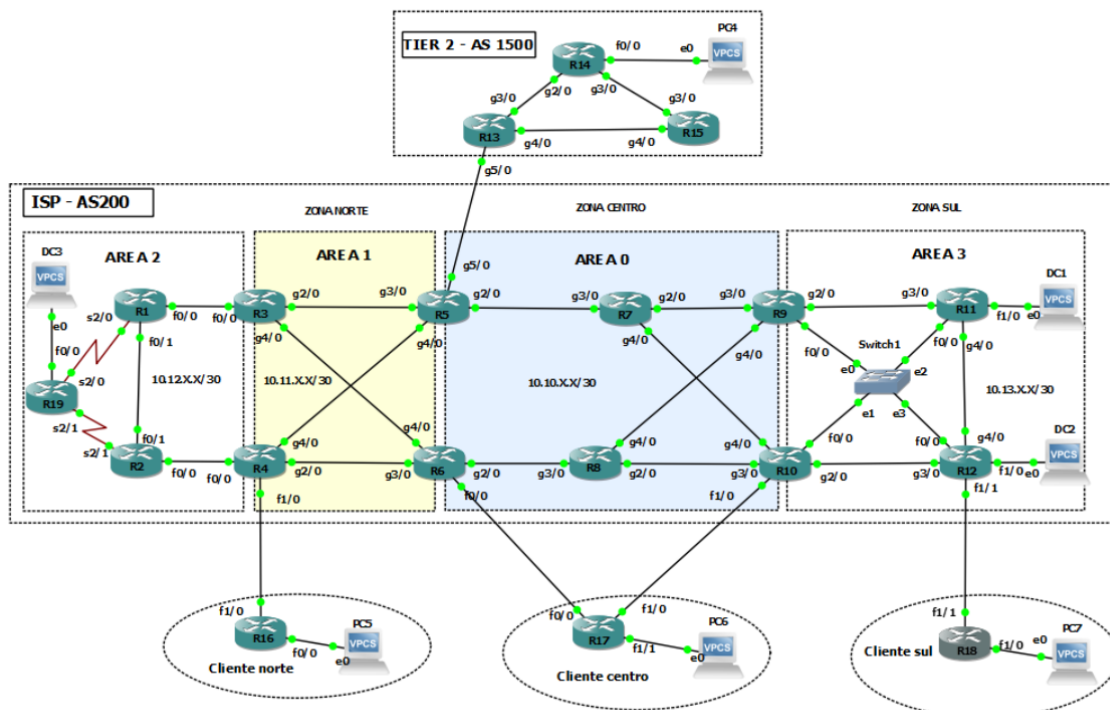 TIER 2 - AS 1500
PC4
f0/0
e0
VPCS
R14
g3/0
g2/0
g3/0
g3/0
R13
R15
g4/0
g4/0
g5/0
ISP - AS200
ZONA NORTE
ZONA CENTRO
ZONA SUL
DC3
AREA 2
AREA 1
AREA 0
AREA 3
VPCS
g5/0
DC1
VPCS
R1
s2/0
f0/0
f0/0
R3
g2/0
g3/0
R5
g2/0
g3/0
R7
g2/0
R9
g2/0
g3/0
R11
f1/0
e0
e0
f0/1
g4/0
g4/0
g4/0
g4/0
f0/0
Switch1
f0/0
g4/0
f0/0
s2/0
10.12.X.X/30
10.11.X.X/30
10.10.X.X/30
e0
e2
10.13.X.X/30
R19
e1
e3
s2/1
f0/1
g4/0
g4/0
g4/0
f0/0
f0/0
g4/0
DC2
VPCS
s2/1
R2
f0/0
f0/0
R4
g2/0
g3/0
R6
g2/0
g3/0
R8
g2/0
g3/0
R10
g2/0
g3/0
R12
f1/0
e0
f1/0
f0/0
f1/0
f1/1
f1/0
R16
f0/0
PC5
VPCS
e0
Cliente norte
f0/0
f1/0
R17
f1/1
PC6
VPCS
e0
Cliente centro
f1/1
R18
f1/0
e0
PC7
VPCS
e0
Cliente sul